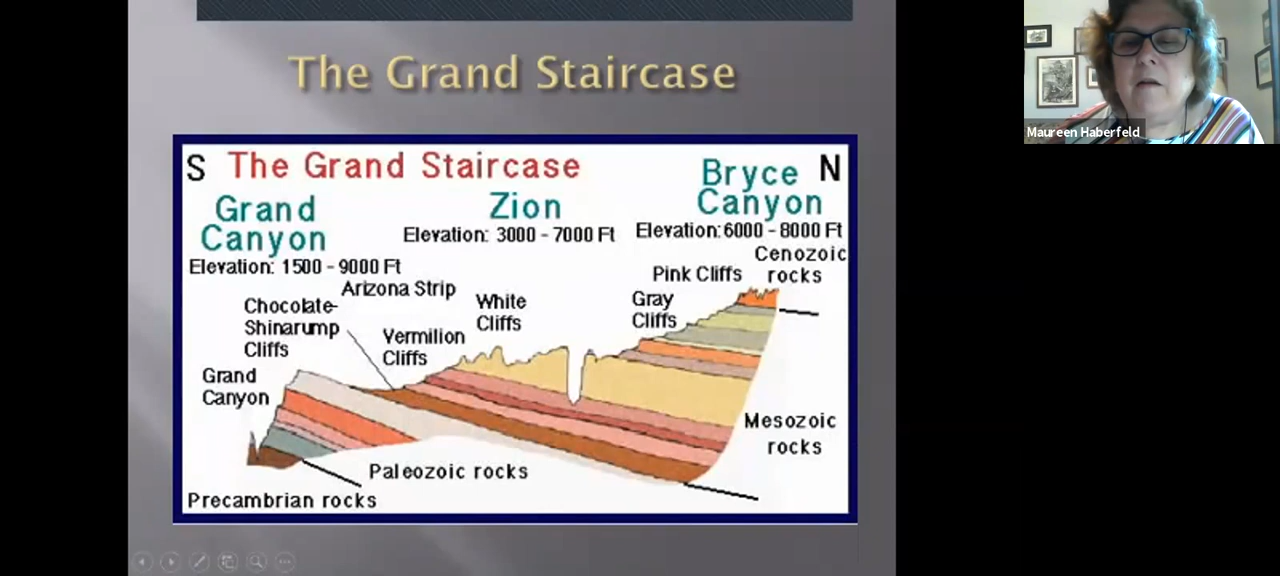 The Grand Staircase
S The Grand Staircase
Bryce N
Canyon
Elevation: 6000 - 8000 Ft
Zion
Elevation: 3000 - 7000 Ft
Grand
Canyon
Elevation: 1500 - 9000 Ft
Arizona Strip
Cenozoic
rocks
Pink Cliffs
Gray
Cliffs
White
Cliffs
Chocolate-
Shinarump
Cliffs
Vermilion
Cliffs
Grand
Canyon
Mesozoic
rocks
Paleozoic rocks
Precambrian rocks
Maureen Haberfeld